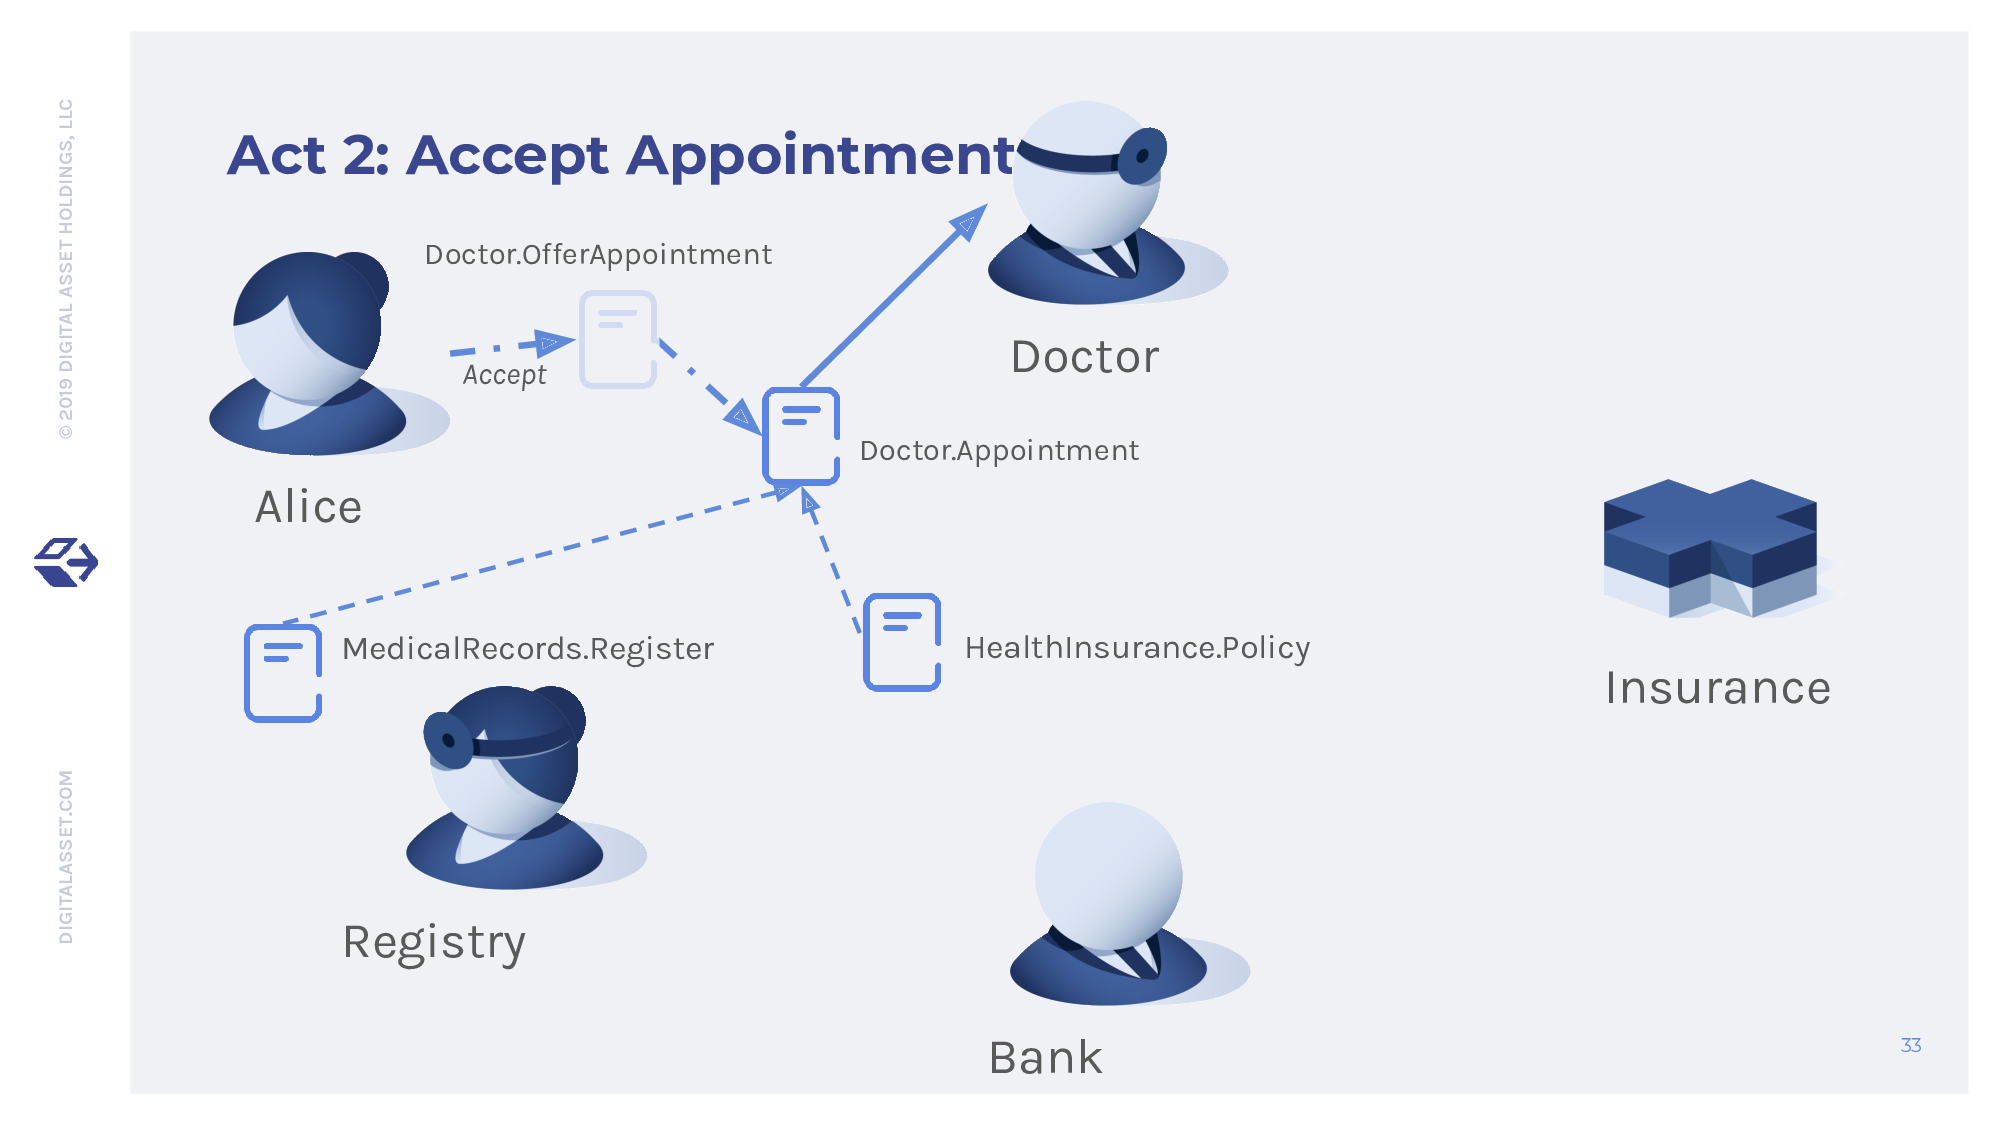 Act 2: Accept Appointment
Doctor.OfferAppointment
Accept
Doctor
Doctor.Appointment
Alice
MedicalRecords.Register
HealthInsurance.Policy
Insurance
Registry
Bank
33
© 2019 DIGITAL ASSET HOLDINGS, LLC
DIGITALASSET.COM